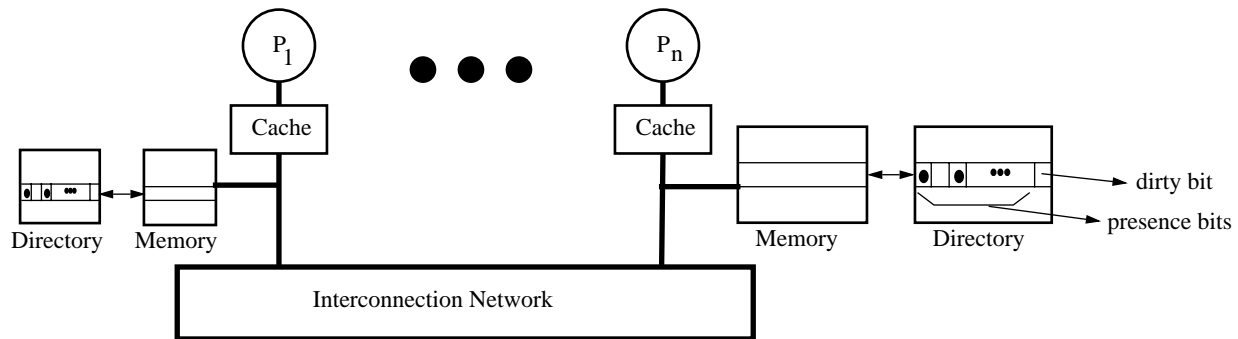 P1
Pn
Cache
Cache
dirty bit
presence bits
Directory
Memory
Memory
Directory
Interconnection Network